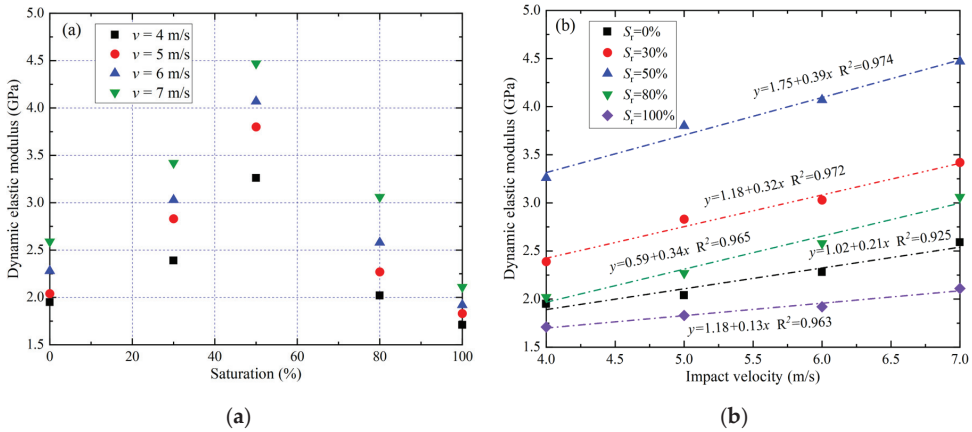 (a)
v = 4 m/s
v = 5 m/s
v = 6 m/s
v = 7 m/s
Dynamic elastic modulus (GPa)
5.0
4.5
4.0
3.5
3.0
2.5
2.0
1.5
0 20 40 60 80 100
Saturation (%)
(a)
(b)
Sr=0%
Sr=30%
Sr=50%
Sr=80%
Sr=100%
y=1.75+0.39x R²=0.974
y=1.18+0.32x R²=0.972
y=0.59+0.34x R²=0.965
y=1.02+0.21x R²=0.925
y=1.18+0.13x R²=0.963
Dynamic elastic modulus (GPa)
5.0
4.5
4.0
3.5
3.0
2.5
2.0
1.5
4.0 4.5 5.0 5.5 6.0 6.5 7.0
Impact velocity (m/s)
(b)